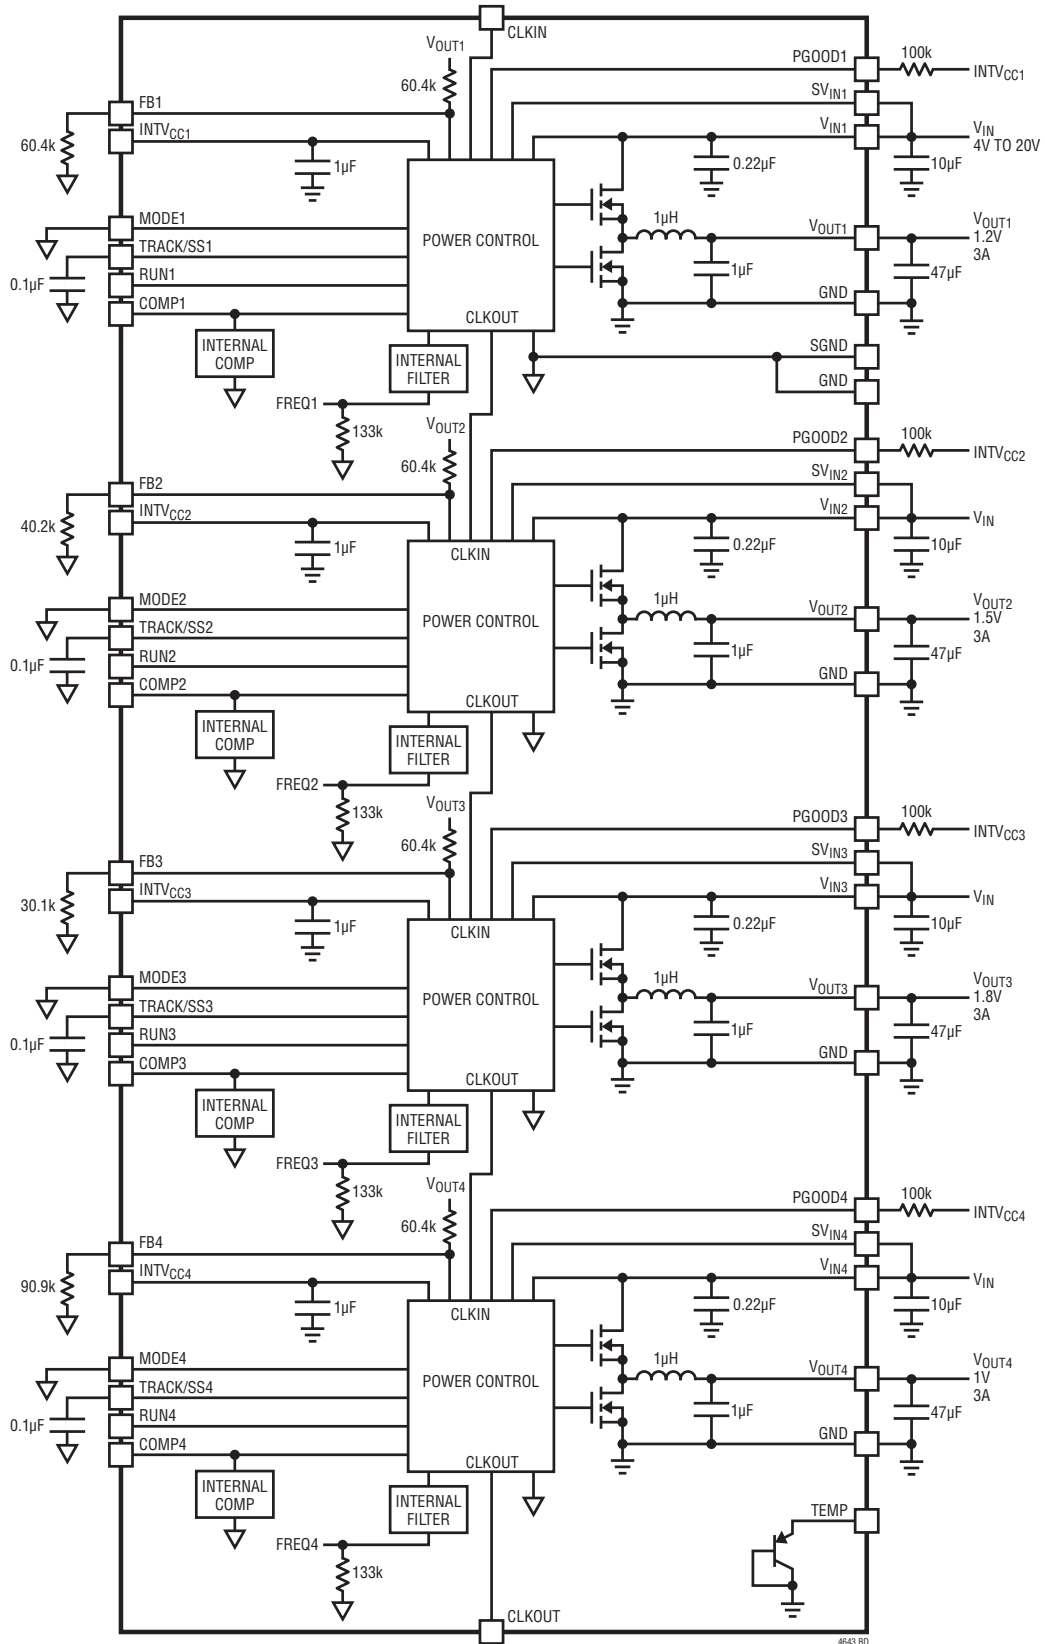 CLKIN
VOUT1
60.4k
PGOOD1
100k
INTVCC1
SVIN1
FB1
INTVCC1
60.4k
1µF
VIN1
VIN
4V TO 20V
0.22µF
10µF
MODE1
TRACK/SS1
RUN1
COMP1
0.1µF
POWER CONTROL
CLKOUT
1µH
VOUT1
VOUT1
1.2V
3A
1µF
47µF
GND
INTERNAL
COMP
INTERNAL
FILTER
SGND
GND
FREQ1
133k
VOUT2
60.4k
PGOOD2
100k
INTVCC2
SVIN2
FB2
INTVCC2
40.2k
1µF
VIN2
VIN
0.22µF
10µF
CLKIN
MODE2
TRACK/SS2
RUN2
COMP2
0.1µF
POWER CONTROL
CLKOUT
1µH
VOUT2
VOUT2
1.5V
3A
1µF
47µF
GND
INTERNAL
COMP
INTERNAL
FILTER
FREQ2
133k
VOUT3
60.4k
PGOOD3
100k
INTVCC3
SVIN3
FB3
INTVCC3
30.1k
1µF
VIN3
VIN
0.22µF
10µF
CLKIN
MODE3
TRACK/SS3
RUN3
COMP3
0.1µF
POWER CONTROL
CLKOUT
1µH
VOUT3
VOUT3
1.8V
3A
1µF
47µF
GND
INTERNAL
COMP
INTERNAL
FILTER
FREQ3
133k
VOUT4
60.4k
PGOOD4
100k
INTVCC4
SVIN4
FB4
INTVCC4
90.9k
1µF
VIN4
VIN
0.22µF
10µF
CLKIN
MODE4
TRACK/SS4
RUN4
COMP4
0.1µF
POWER CONTROL
CLKOUT
1µH
VOUT4
VOUT4
1V
3A
1µF
47µF
GND
INTERNAL
COMP
INTERNAL
FILTER
FREQ4
133k
TEMP
CLKOUT
4643 BD